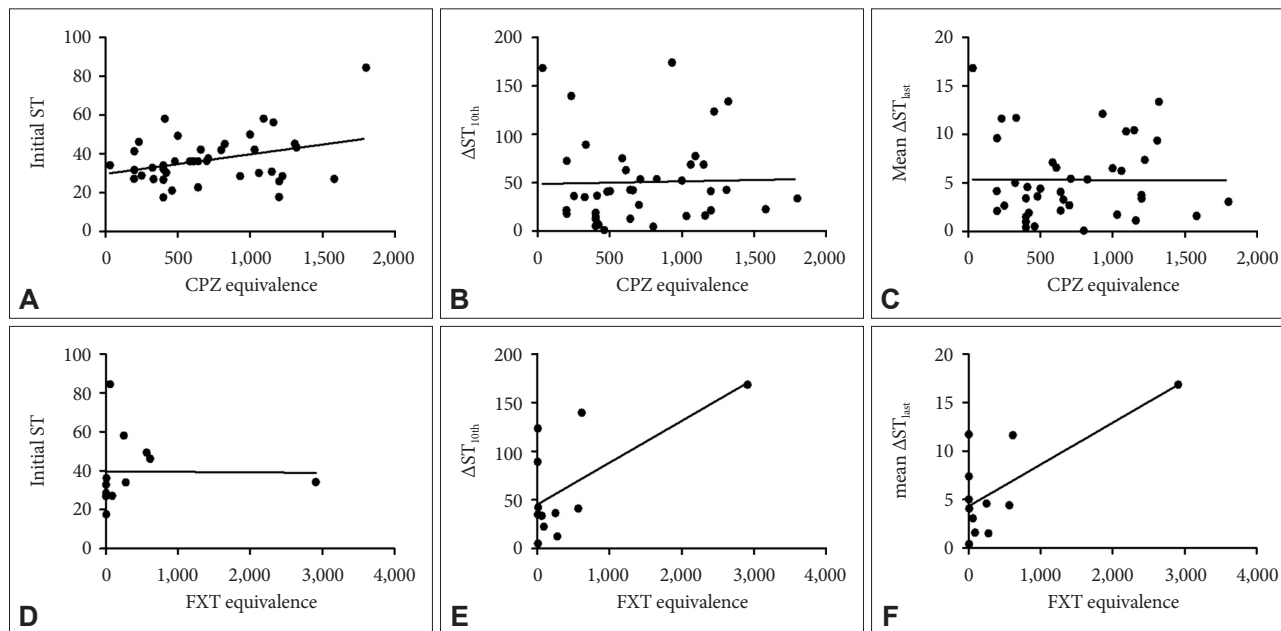 100
80
60
40
20
0
Initial ST
0 500 1,000 1,500 2,000
CPZ equivalence
A
200
150
100
50
0
ΔST10th
0 500 1,000 1,500 2,000
CPZ equivalence
B
20
15
10
5
0
Mean ΔSTlast
0 500 1,000 1,500 2,000
CPZ equivalence
C
100
80
60
40
20
0
Initial ST
0 1,000 2,000 3,000 4,000
FXT equivalence
D
200
150
100
50
0
ΔST10th
0 1,000 2,000 3,000 4,000
FXT equivalence
E
20
15
10
5
0
mean ΔSTlast
0 1,000 2,000 3,000 4,000
FXT equivalence
F